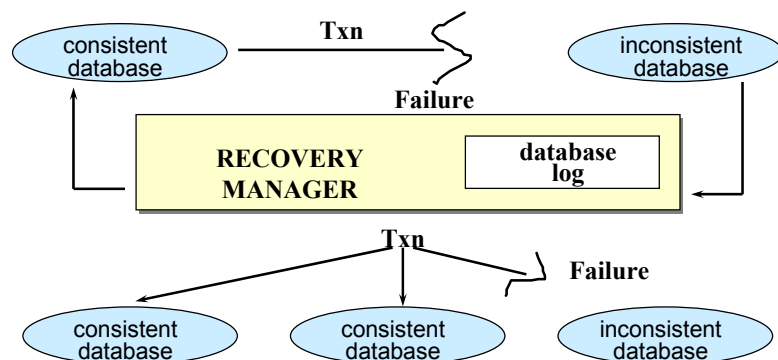 Txn
consistent
database
inconsistent
database
Failure
RECOVERY
MANAGER
database
log
Txn
Failure
consistent
database
consistent
database
inconsistent
database